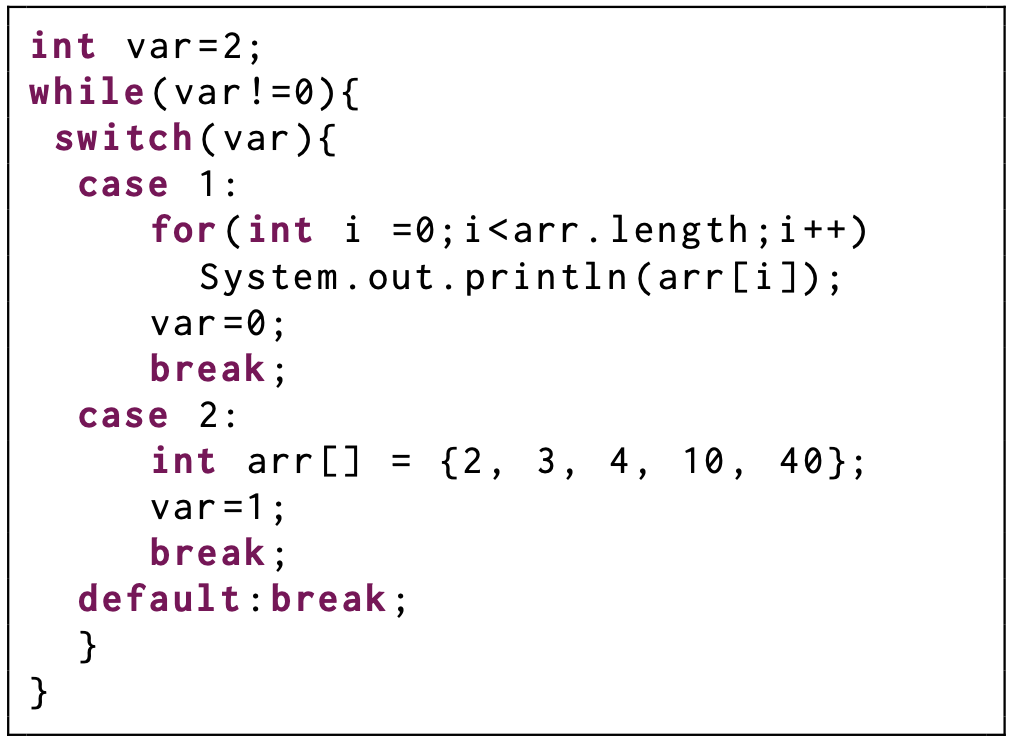 int var=2;
while(var!=0){
switch(var){
case 1:
for(int i =0;i<arr.length;i++)
System.out.println(arr[i]);
var=0;
break;
case 2:
int arr[] = {2, 3, 4, 10, 40};
var=1;
break;
default:break;
}
}